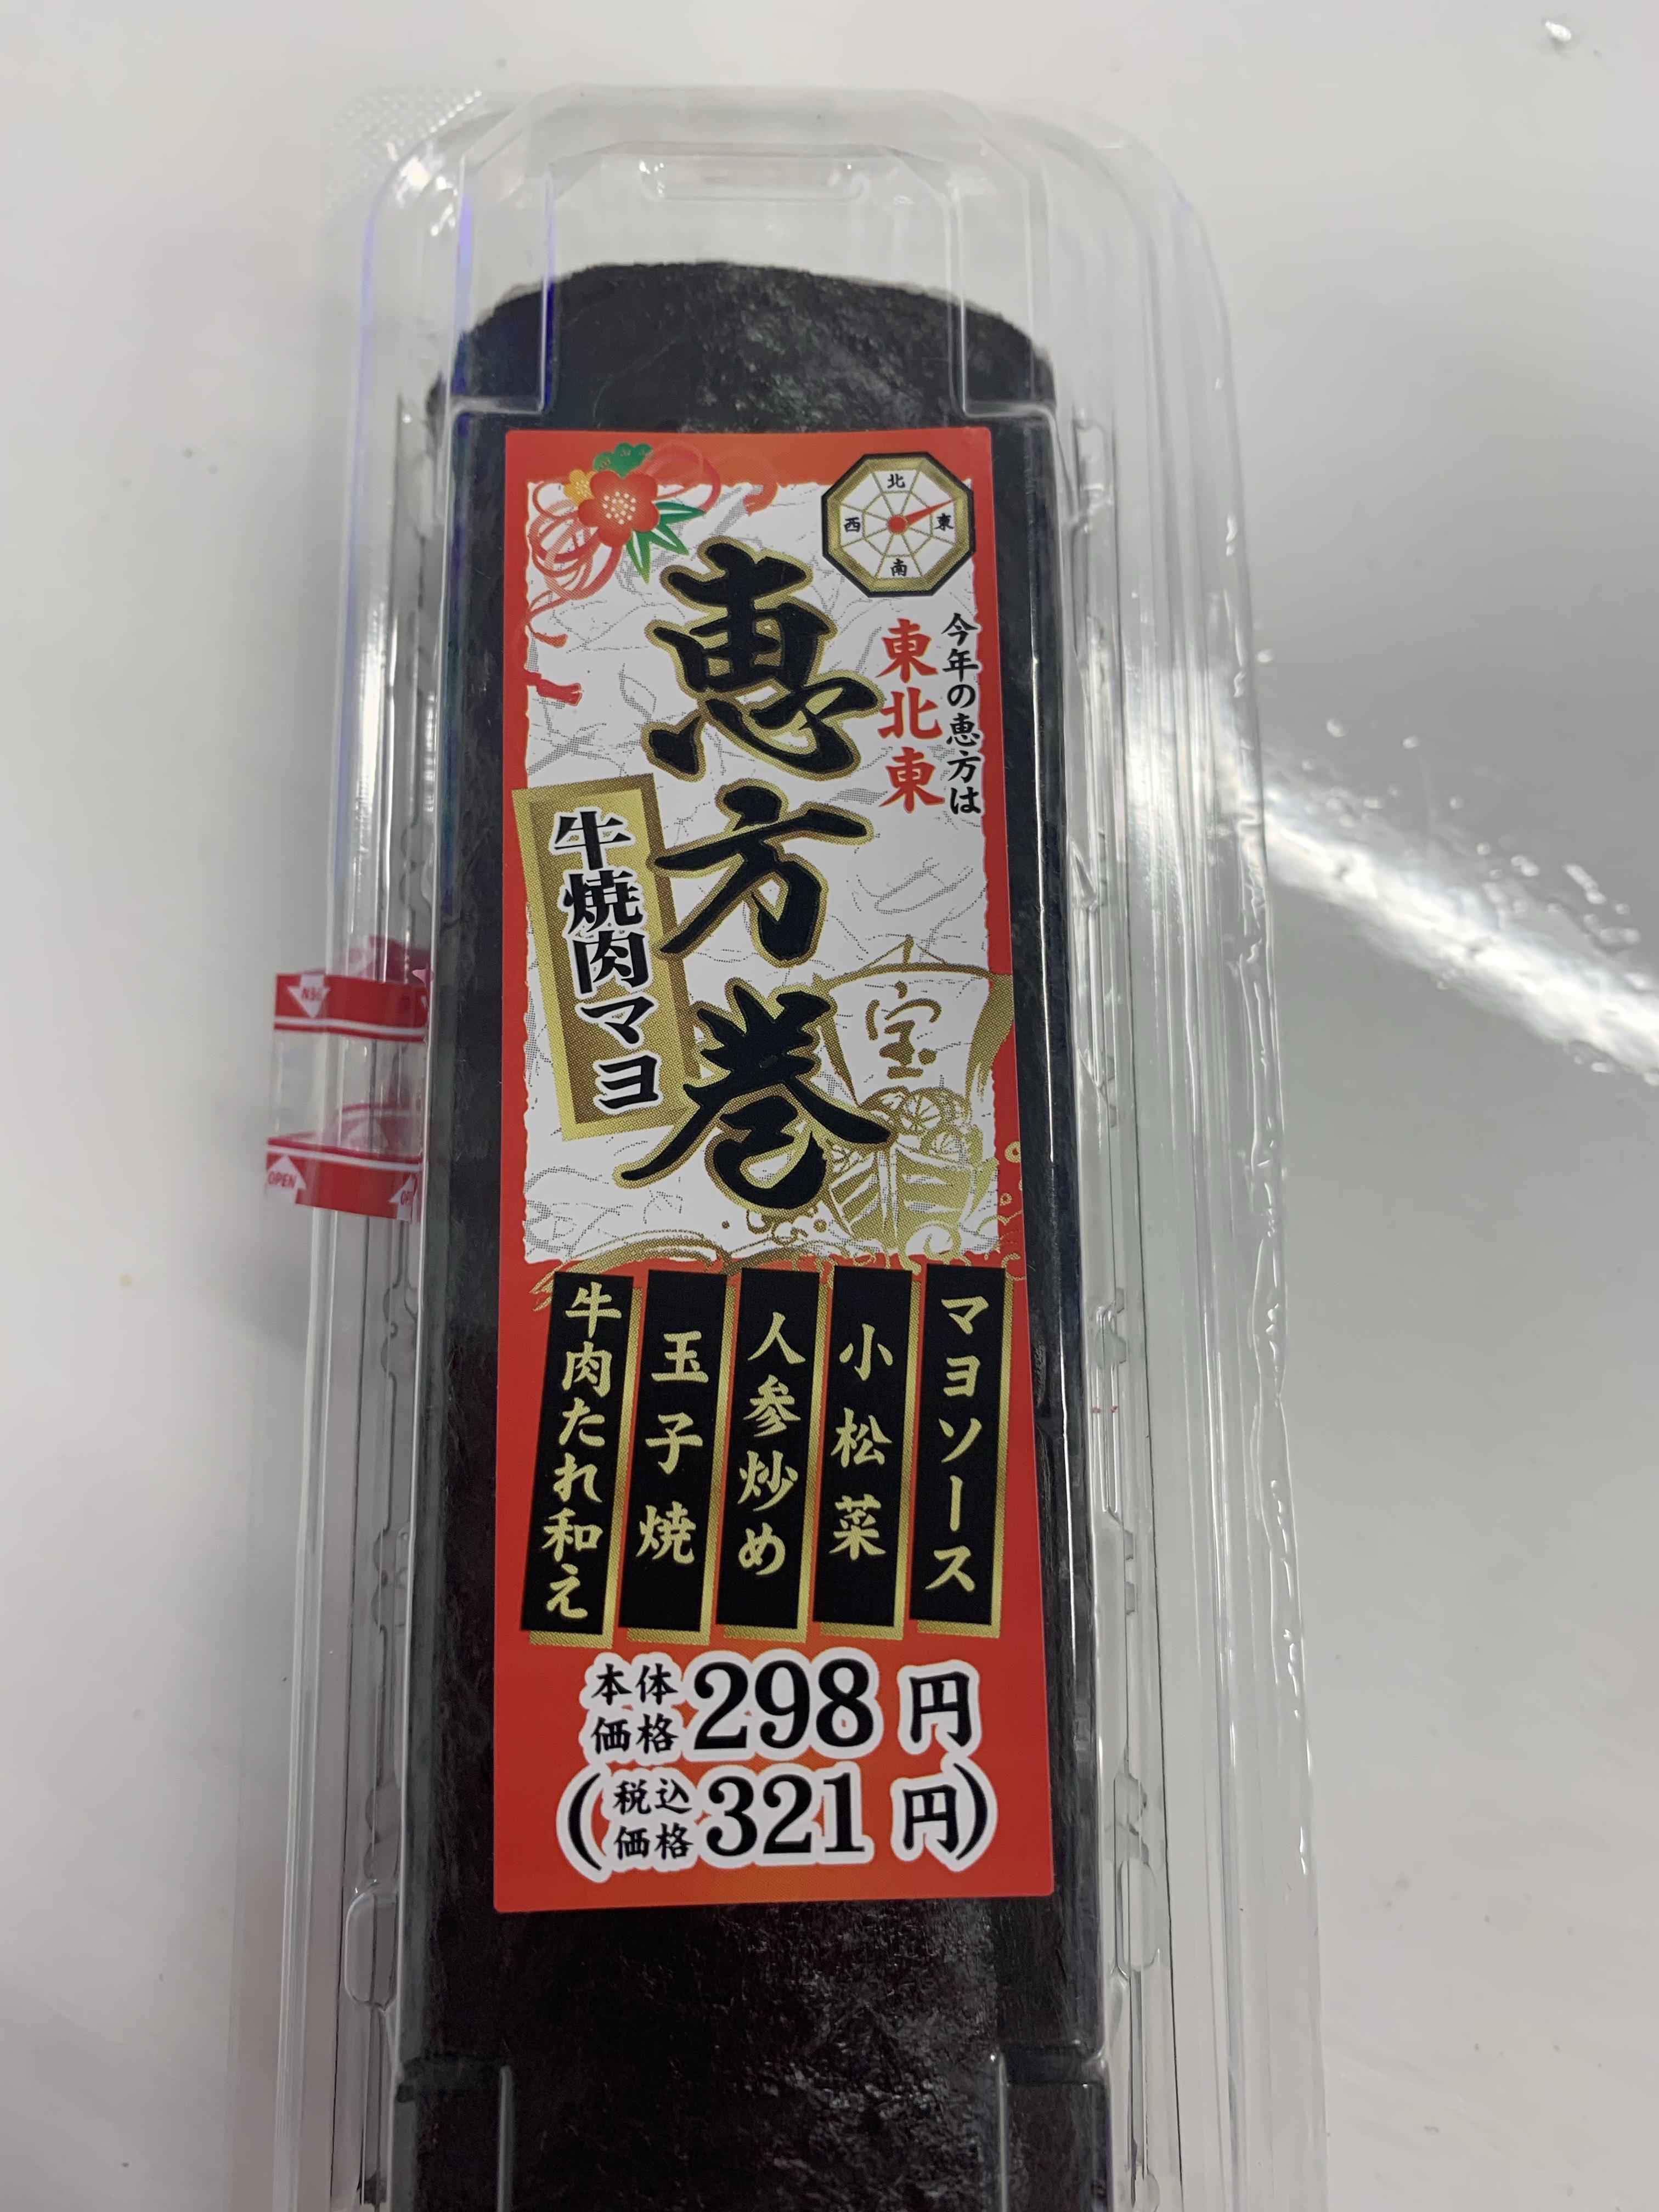 北
西
東
南
今年の恵方は
東北東
恵方巻
牛焼肉マヨ
宝
マヨソース
小松菜
人参炒め
玉子焼
牛肉たれ和え
本体価格298円
(税込価格321円)
OPEN
OPEN